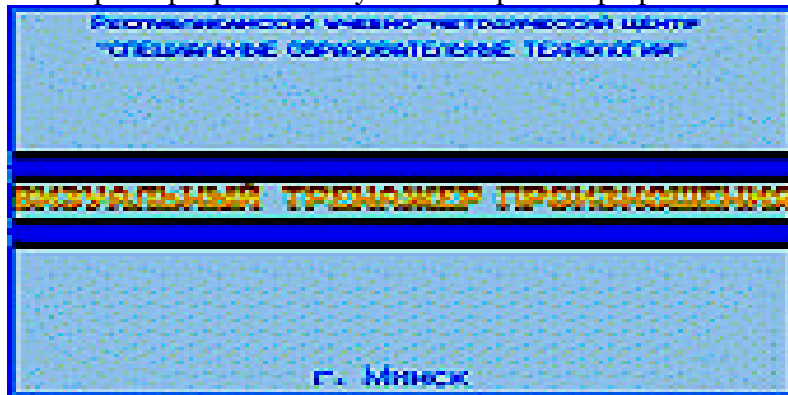 Республиканский учебно-методический центр
"СПЕЦИАЛЬНЫЕ ОБРАЗОВАТЕЛЬНЫЕ ТЕХНОЛОГИИ"
ВИЗУАЛЬНЫЙ ТРЕНАЖЕР ПРОИЗНОШЕНИЯ
г. Минск